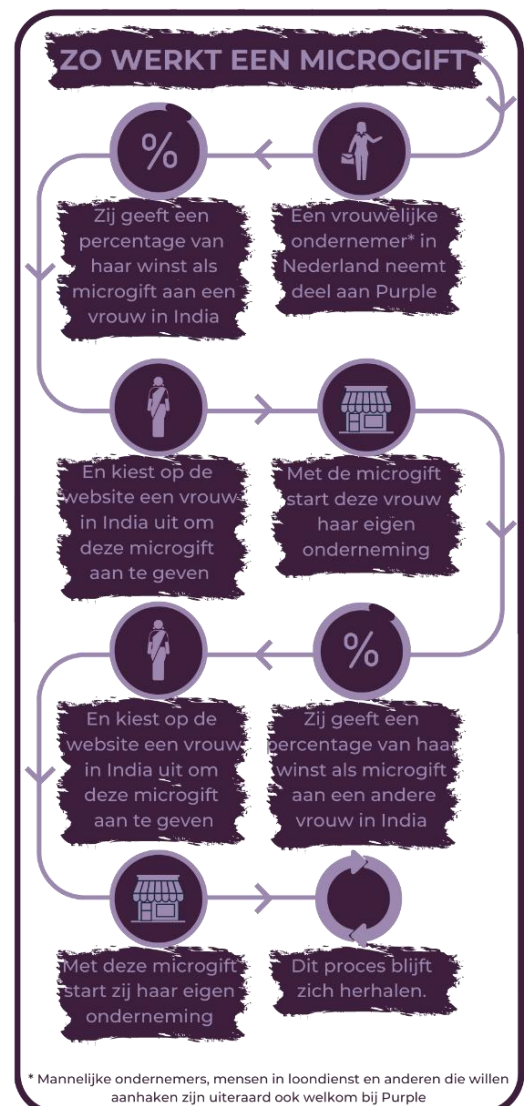 ZO WERKT EEN MICROGIFT
Een vrouwelijke
ondernemer* in
Nederland neemt
deel aan Purple
%
Zij geeft een
percentage van
haar winst als
microgift aan een
vrouw in India
En kiest op de
website een vrouw
in India uit om
deze microgift
aan te geven
Met de microgift
start deze vrouw
haar eigen
onderneming
%
Zij geeft een
percentage van haar
winst als microgift
aan een andere
vrouw in India
En kiest op de
website een vrouw
in India uit om
deze microgift
aan te geven
Met deze microgift
start zij haar eigen
onderneming
Dit proces blijft
zich herhalen.
* Mannelijke ondernemers, mensen in loondienst en anderen die willen
aanhaken zijn uiteraard ook welkom bij Purple